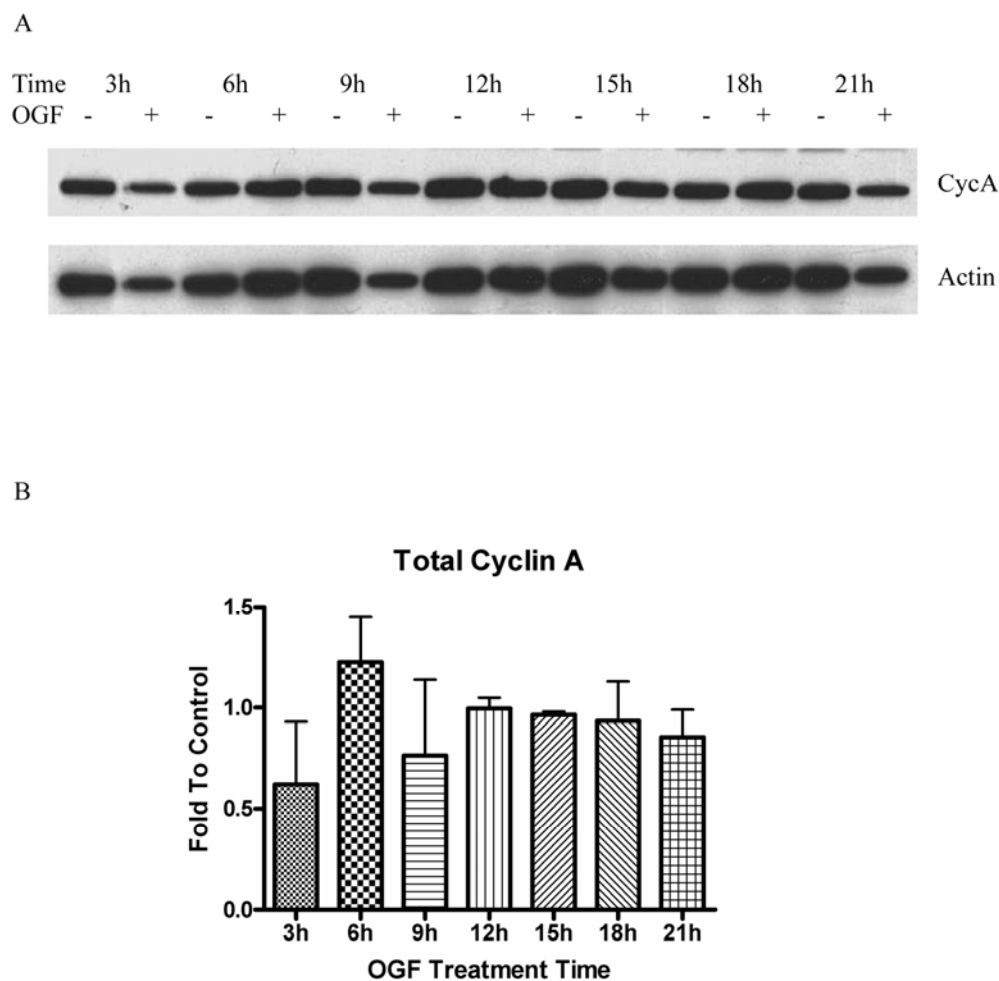 A
Time 3h 6h 9h 12h 15h 18h 21h
OGF - + - + - + - + - + - + - +
CycA
Actin
B
Total Cyclin A
1.5
1.0
0.5
0.0
Fold To Control
3h 6h 9h 12h 15h 18h 21h
OGF Treatment Time